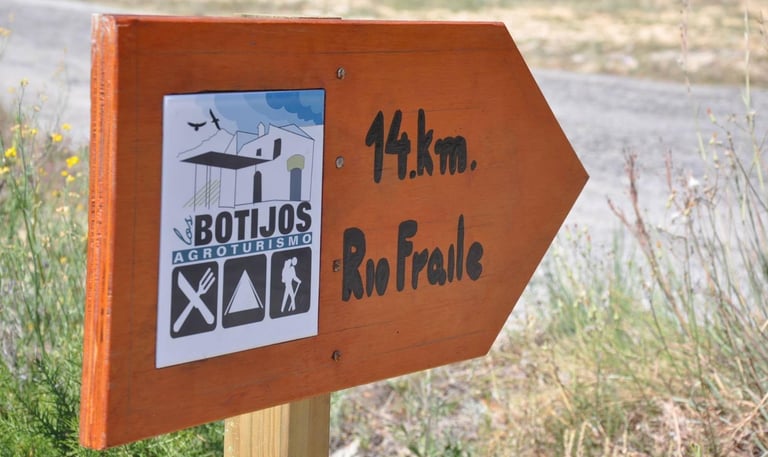 los
BOTIJOS
AGROTURISMO
14.km.
Rio Fraile